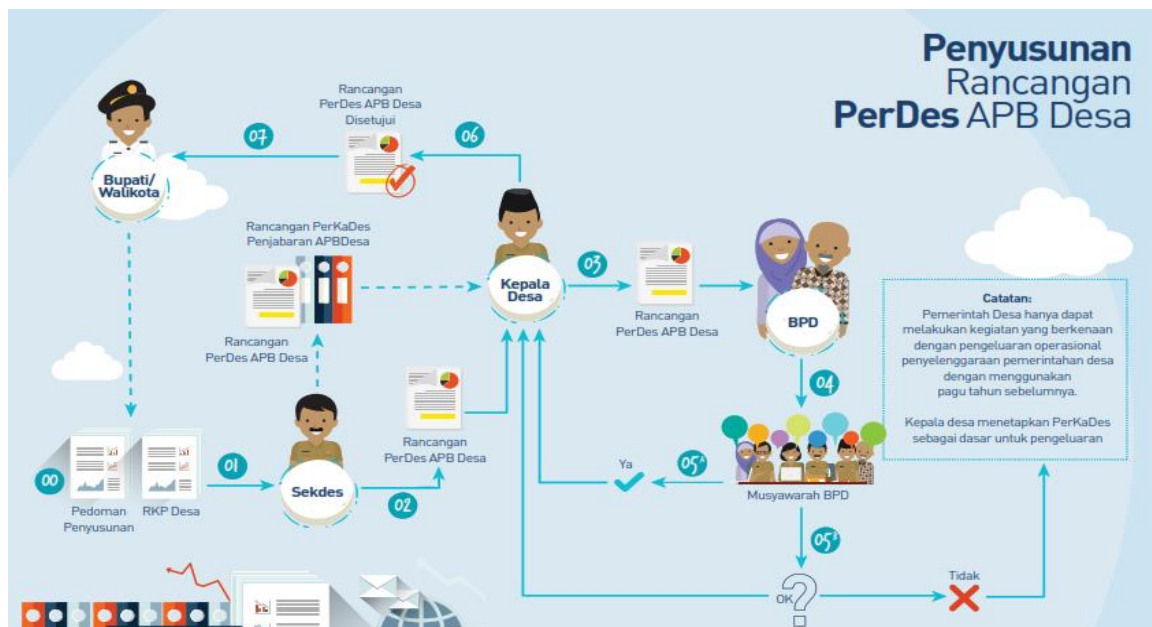 Penyusunan
Rancangan
PerDes APB Desa
Rancangan
PerDes APB Desa
Disetujui
07
06
Bupati/
Walikota
Rancangan PerKaDes
Penjabaran APBDesa
Rancangan
PerDes APB Desa
Kepala
Desa
03
Rancangan
PerDes APB Desa
BPD
04
Catatan:
Pemerintah Desa hanya dapat
melakukan kegiatan yang berkenaan
dengan pengeluaran operasional
penyelenggaraan pemerintahan desa
dengan menggunakan
pagu tahun sebelumnya.
Kepala desa menetapkan PerKaDes
sebagai dasar untuk pengeluaran
00
Pedoman
Penyusunan
RKP Desa
01
Sekdes
02
Rancangan
PerDes APB Desa
Ya
05A
Musyawarah BPD
05B
OK?
Tidak